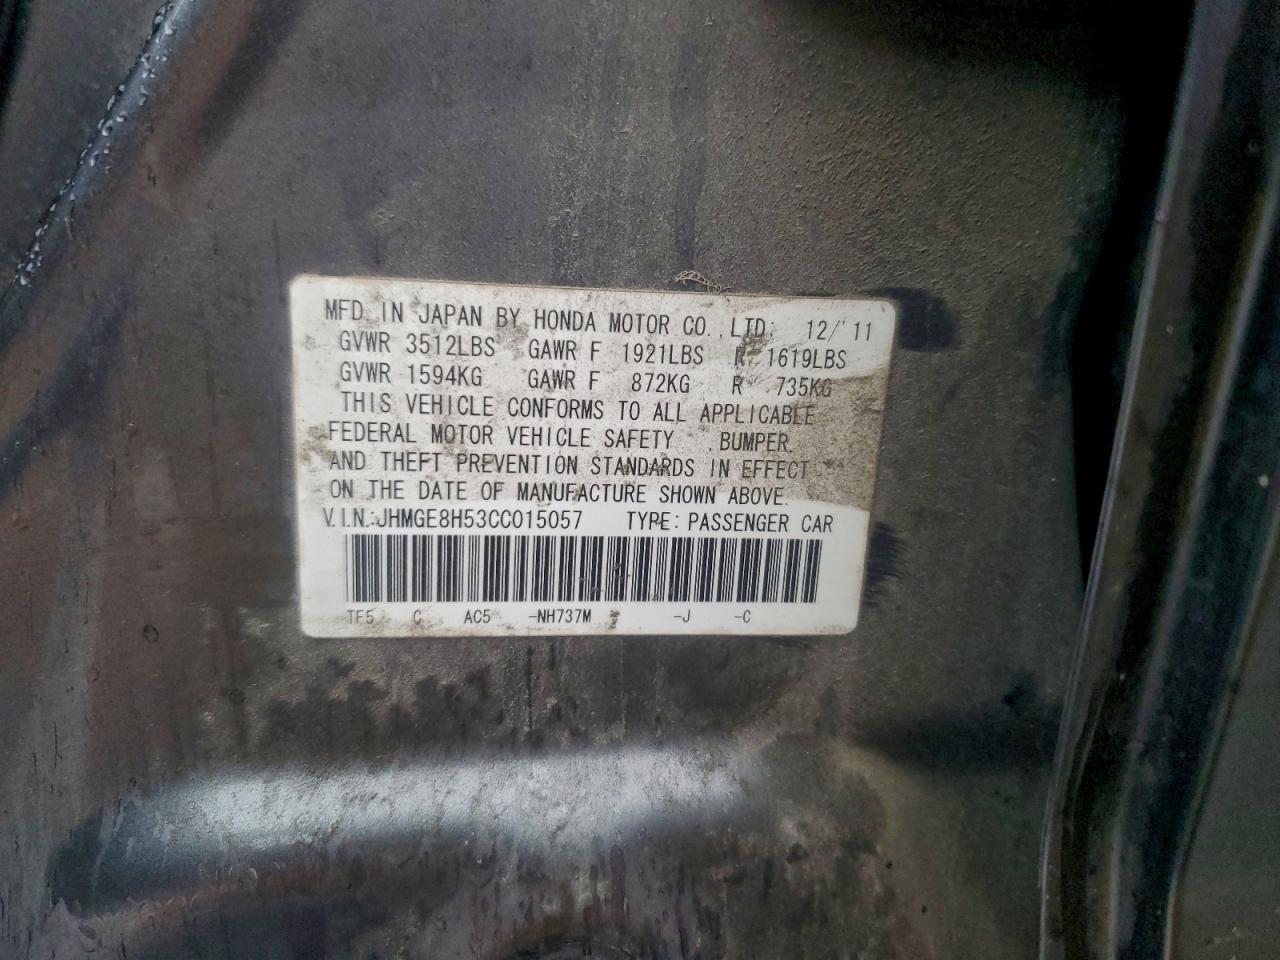 MFD. IN JAPAN BY HONDA MOTOR CO., LTD. 12/'11
GVWR 3512LBS GAWR F 1921LBS R 1619LBS
GVWR 1594KG GAWR F 872KG R 735KG
THIS VEHICLE CONFORMS TO ALL APPLICABLE
FEDERAL MOTOR VEHICLE SAFETY, BUMPER,
AND THEFT PREVENTION STANDARDS IN EFFECT
ON THE DATE OF MANUFACTURE SHOWN ABOVE.
V.I.N.: JHMGE8H53CC015057 TYPE: PASSENGER CAR
TF5 C AC5 -NH737M -J -C